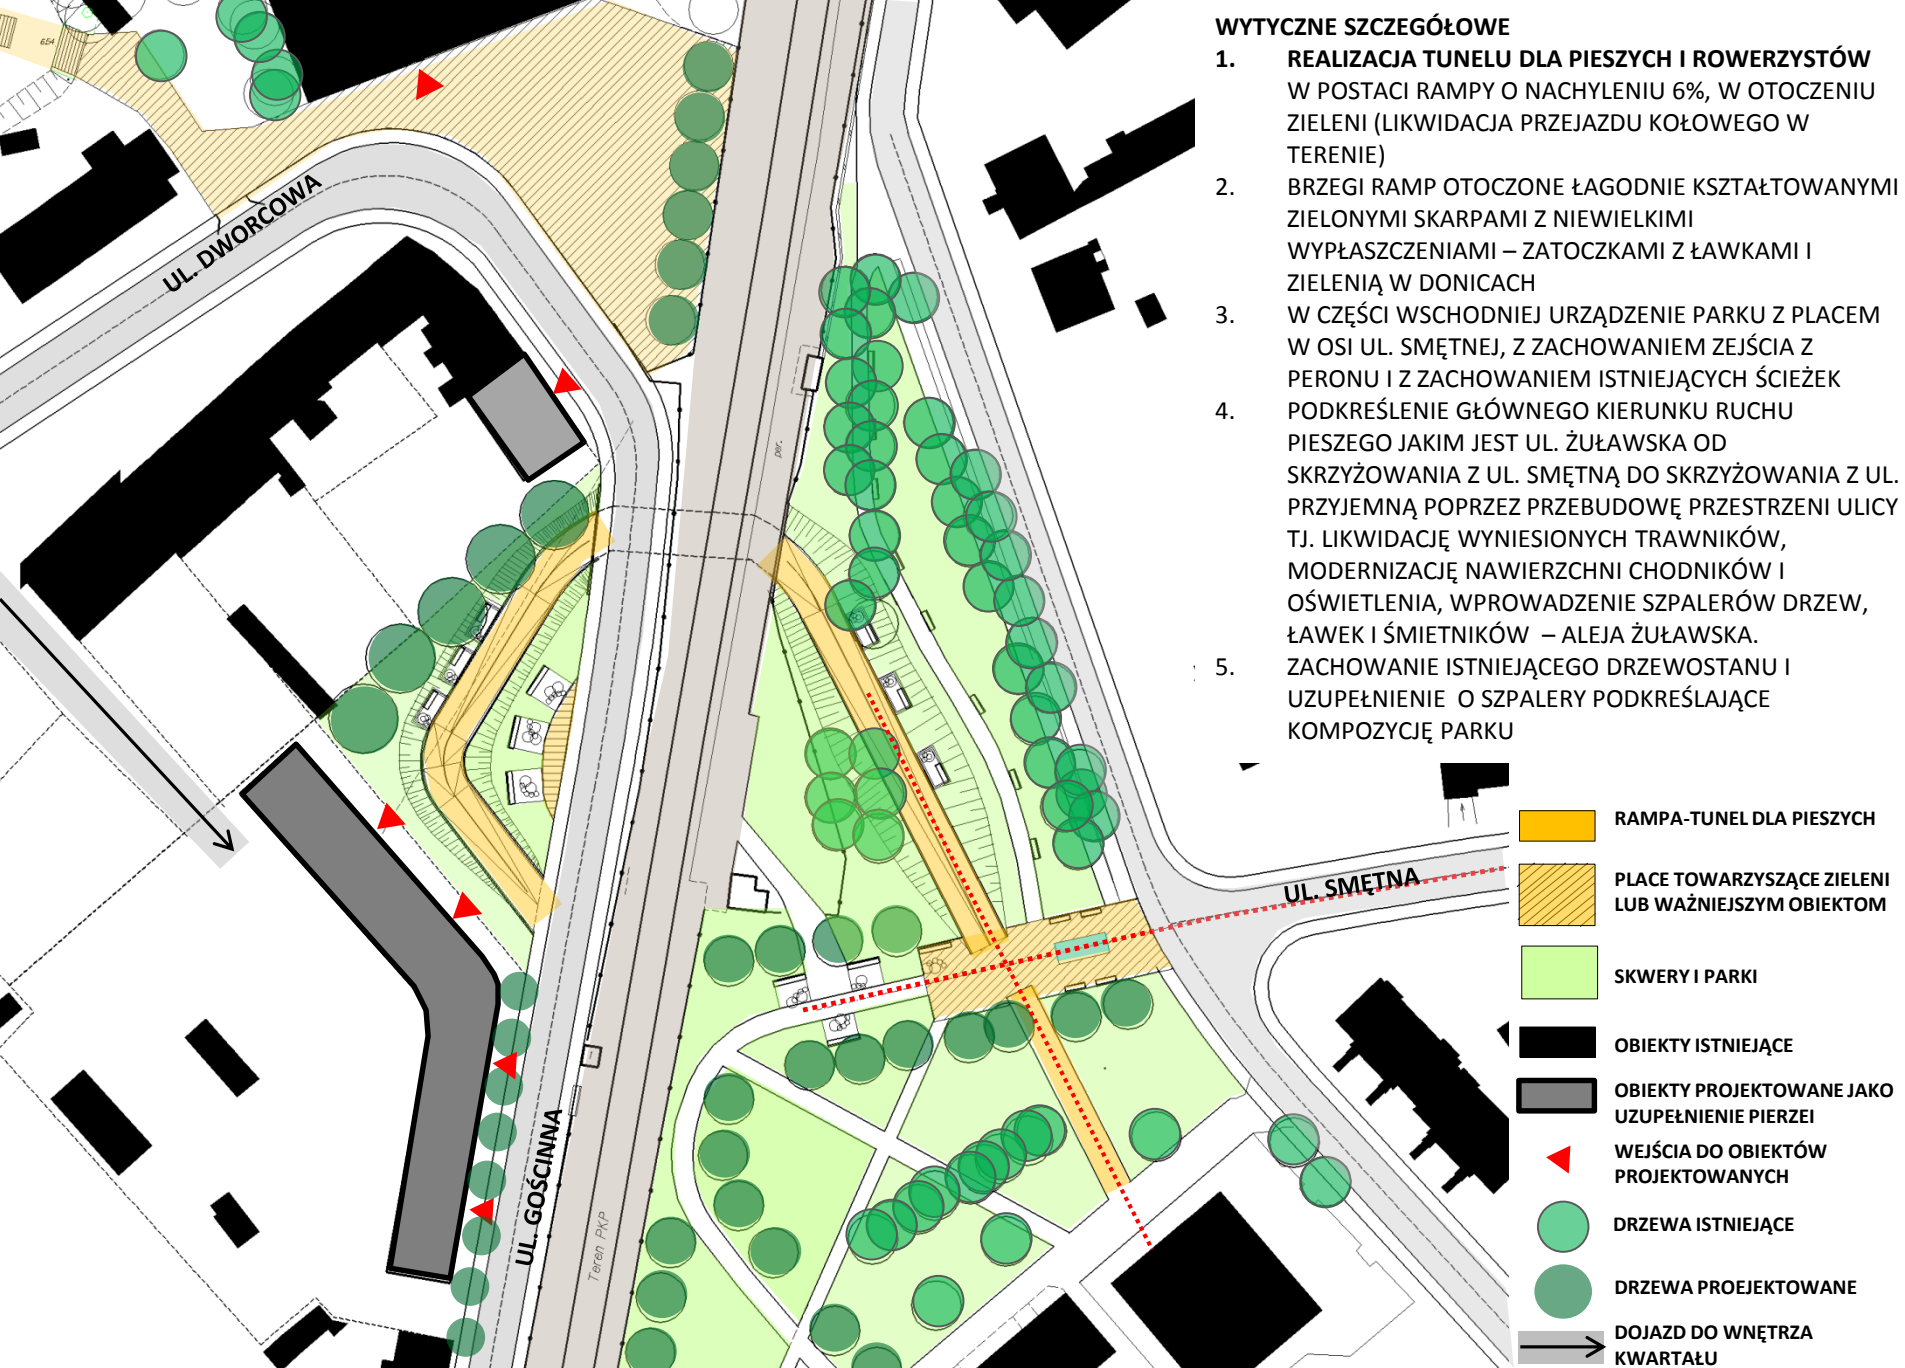 WYTYCZNE SZCZEGÓŁOWE
1. REALIZACJA TUNELU DLA PIESZYCH I ROWERZYSTÓW
W POSTACI RAMPY O NACHYLENIU 6%, W OTOCZENIU
ZIELENI (LIKWIDACJA PRZEJAZDU KOŁOWEGO W
TERENIE)
2. BRZEGI RAMP OTOCZONE ŁAGODNIE KSZTAŁTOWANYMI
ZIELONYMI SKARPAMI Z NIEWIELKIMI
WYPŁASZCZENIAMI – ZATOCZKAMI Z ŁAWKAMI I
ZIELENIĄ W DONICACH
3. W CZĘŚCI WSCHODNIEJ URZĄDZENIE PARKU Z PLACEM
W OSI UL. SMĘTNEJ, Z ZACHOWANIEM ZEJŚCIA Z
PERONU I Z ZACHOWANIEM ISTNIEJĄCYCH ŚCIEŻEK
4. PODKREŚLENIE GŁÓWNEGO KIERUNKU RUCHU
PIESZEGO JAKIM JEST UL. ŻUŁAWSKA OD
SKRZYŻOWANIA Z UL. SMĘTNĄ DO SKRZYŻOWANIA Z UL.
PRZYJEMNĄ POPRZEZ PRZEBUDOWĘ PRZESTRZENI ULICY
TJ. LIKWIDACJĘ WYNIESIONYCH TRAWNIKÓW,
MODERNIZACJĘ NAWIERZCHNI CHODNIKÓW I
OŚWIETLENIA, WPROWADZENIE SZPALERÓW DRZEW,
ŁAWEK I ŚMIETNIKÓW – ALEJA ŻUŁAWSKA.
5. ZACHOWANIE ISTNIEJĄCEGO DRZEWOSTANU I
UZUPEŁNIENIE O SZPALERY PODKREŚLAJĄCE
KOMPOZYCJĘ PARKU
654
UL. DWORCOWA
per.
UL. SMĘTNA
UL. GOŚCINNA
Teren PKP
RAMPA-TUNEL DLA PIESZYCH
PLACE TOWARZYSZĄCE ZIELENI
LUB WAŻNIEJSZYM OBIEKTOM
SKWERY I PARKI
OBIEKTY ISTNIEJĄCE
OBIEKTY PROJEKTOWANE JAKO
UZUPEŁNIENIE PIERZEI
WEJŚCIA DO OBIEKTÓW
PROJEKTOWANYCH
DRZEWA ISTNIEJĄCE
DRZEWA PROEJEKTOWANE
DOJAZD DO WNĘTRZA
KWARTAŁU